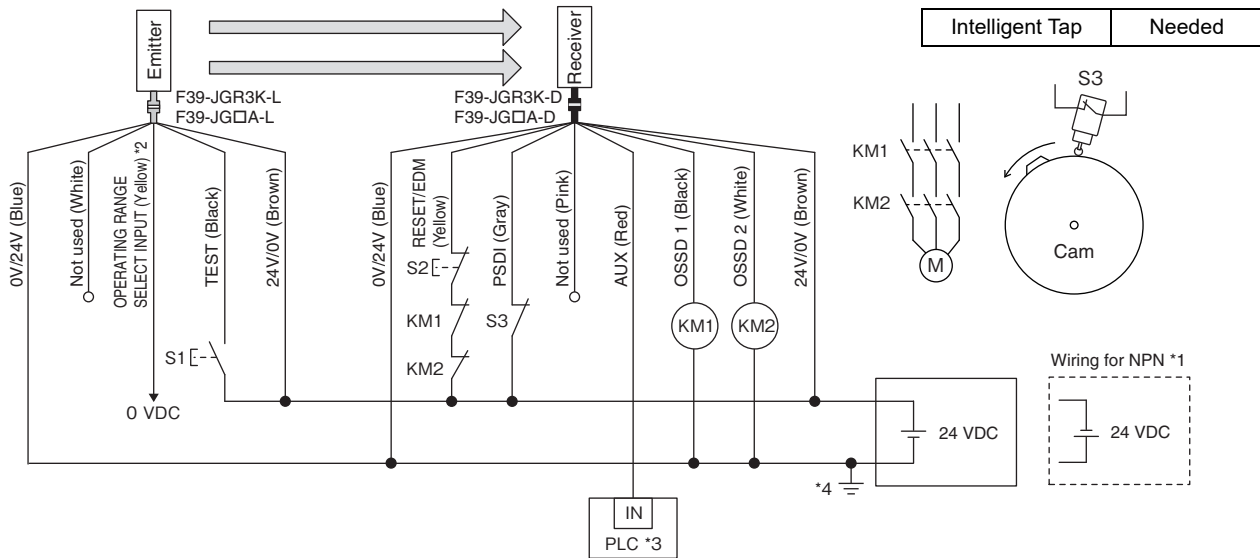 Emitter
Receiver
Intelligent Tap Needed
F39-JGR3K-L
F39-JG□A-L
F39-JGR3K-D
F39-JG□A-D
S3
0V/24V (Blue)
Not used (White)
OPERATING RANGE
SELECT INPUT (Yellow) *2
TEST (Black)
24V/0V (Brown)
0V/24V (Blue)
RESET/EDM
(Yellow)
PSDI (Gray)
Not used (Pink)
AUX (Red)
OSSD 1 (Black)
OSSD 2 (White)
24V/0V (Brown)
KM1
KM2
M
Cam
S2
KM1
S3
KM1
KM2
S1
KM2
Wiring for NPN *1
0 VDC
24 VDC
24 VDC
*4
IN
PLC *3